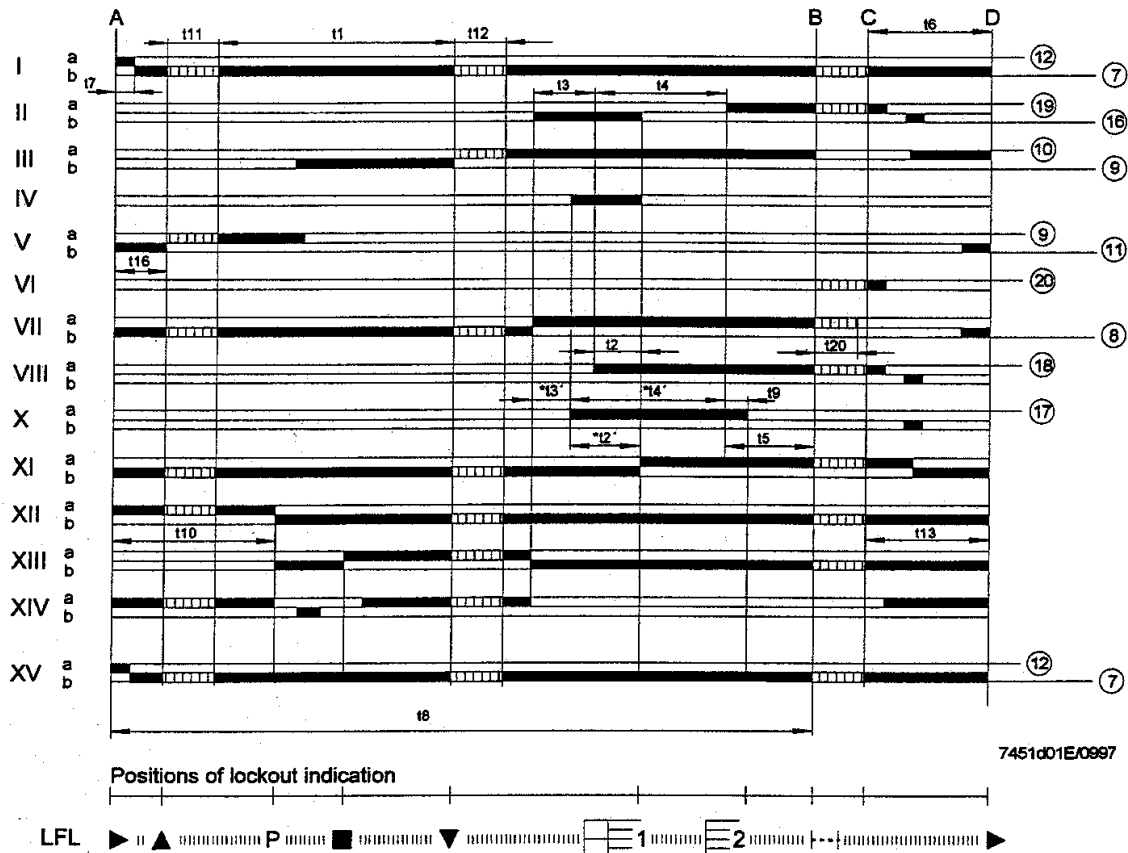 A B C D
t11 t1 t12 t6
I a b 12 7
t7 t3 t4
II a b 19 16
III a b 10 9
IV
V a b 9 11
t16
VI 20
VII a b 8
t2 t20
VIII a b 18
*t3´ *t4´ t9
X a b 17
*t2´ t5
XI a b
XII a b
t10 t13
XIII a b
XIV a b
XV a b 12 7
t8
7451d01E/0997
Positions of lockout indication
LFL ▶ ▲ P ■ ▼ 1 2 ▶